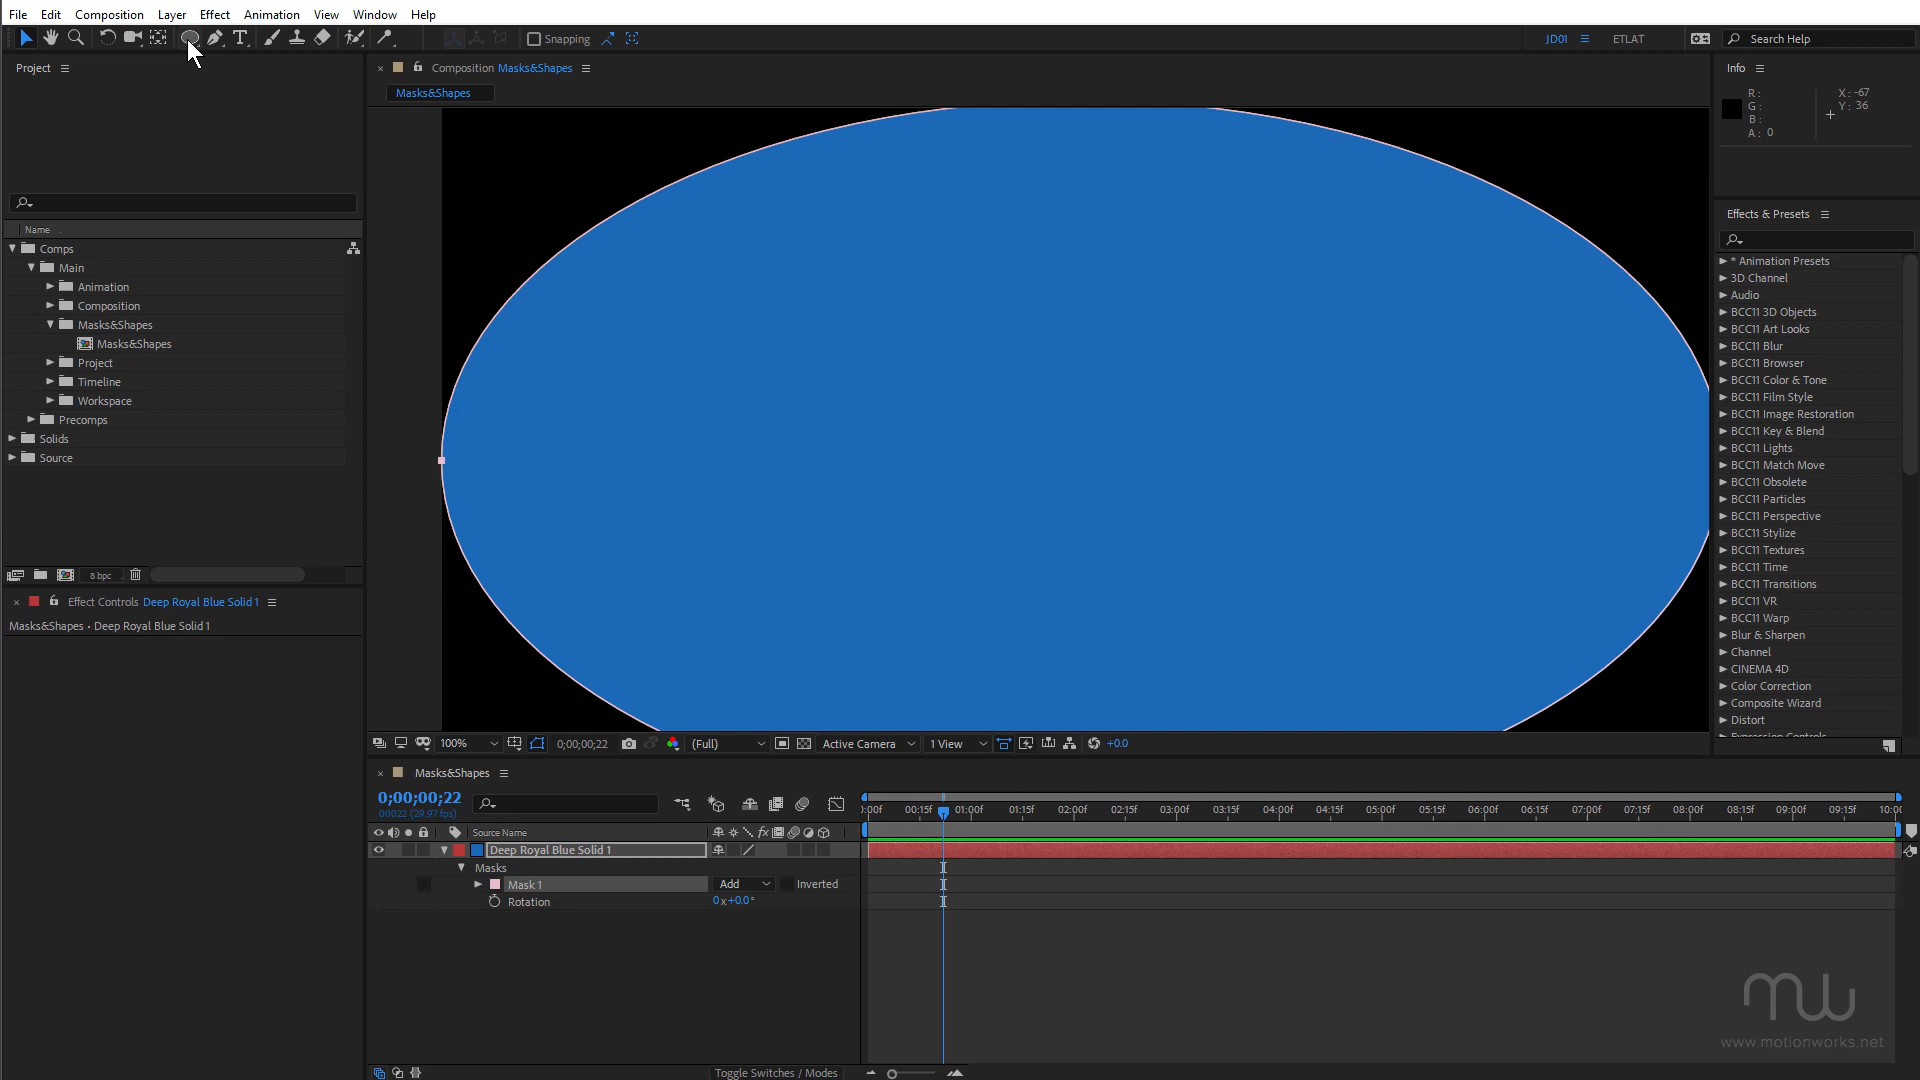 File Edit Composition Layer Effect Animation View Window Help
Snapping
JD01
ETLAT
Search Help
Project
Composition Masks&Shapes
Masks&Shapes
Info
R :
G :
B :
A : 0
X : -67
Y : 36
Name
Comps
Main
Animation
Composition
Masks&Shapes
Masks&Shapes
Project
Timeline
Workspace
Precomps
Solids
Source
8 bpc
Effect Controls Deep Royal Blue Solid 1
Masks&Shapes • Deep Royal Blue Solid 1
Effects & Presets
* Animation Presets
3D Channel
Audio
BCC11 3D Objects
BCC11 Art Looks
BCC11 Blur
BCC11 Browser
BCC11 Color & Tone
BCC11 Film Style
BCC11 Image Restoration
BCC11 Key & Blend
BCC11 Lights
BCC11 Match Move
BCC11 Obsolete
BCC11 Particles
BCC11 Perspective
BCC11 Stylize
BCC11 Textures
BCC11 Time
BCC11 Transitions
BCC11 VR
BCC11 Warp
Blur & Sharpen
Channel
CINEMA 4D
Color Correction
Composite Wizard
Distort
Expression Controls
100% 0;00;00;22 (Full) Active Camera 1 View +0.0
Masks&Shapes
0;00;00;22
00022 (29.97 fps)
0:00f 00:15f 01:00f 01:15f 02:00f 02:15f 03:00f 03:15f 04:00f 04:15f 05:00f 05:15f 06:00f 06:15f 07:00f 07:15f 08:00f 08:15f 09:00f 09:15f 10:00
Source Name
fx
Deep Royal Blue Solid 1
Masks
Mask 1 Add Inverted
Rotation 0x+0.0°
Toggle Switches / Modes
mw
www.motionworks.net